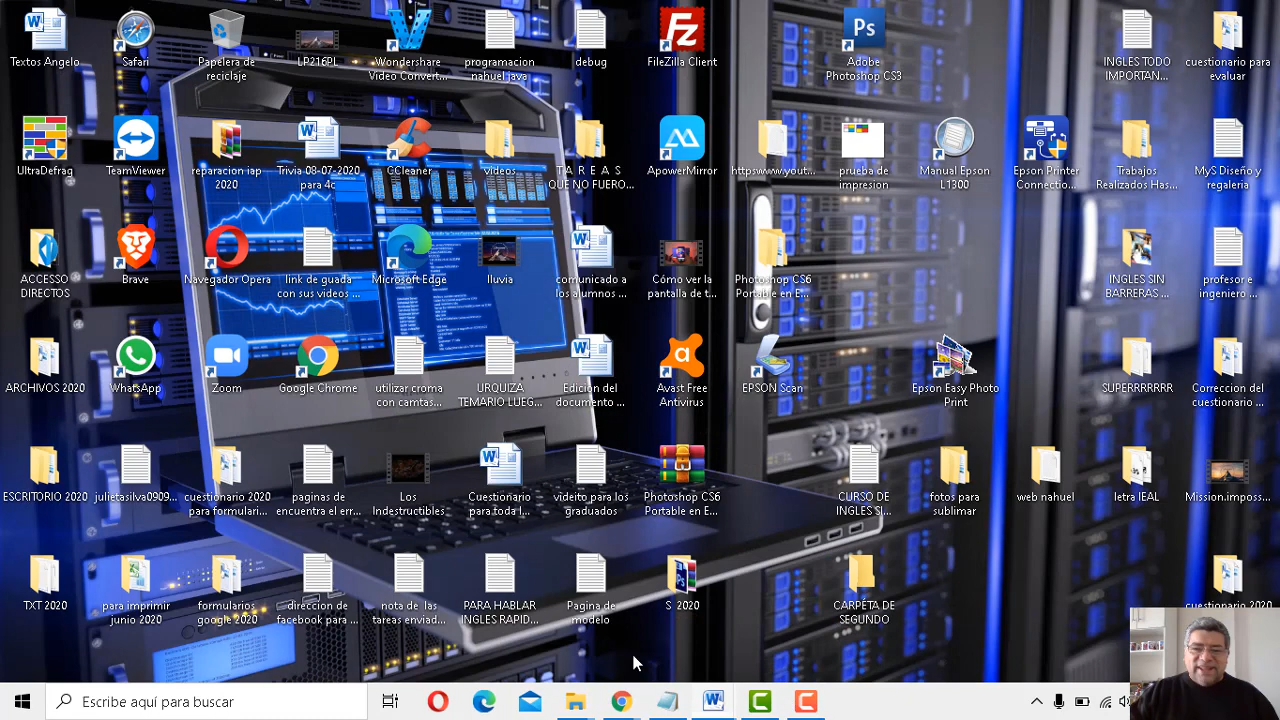 Textos Angelo
Safari
Papelera de
reciclaje
LP216PL
Wondershare
Video Convert...
programacion
nahuel java
debug
FileZilla Client
Adobe
Photoshop CS3
INGLES TODO
IMPORTAN...
cuestionario para
evaluar
UltraDefrag
TeamViewer
reparacion iap
2020
Trivia 08-07-2020
para 4c
CCleaner
videos
T A R E A S
QUE NO FUERO...
ApowerMirror
httpswww.yout...
prueba de
impresion
Manual Epson
L1300
Epson Printer
Connectio...
Trabajos
Realizados Has...
MyS Diseño y
regaleria
ACCESSO
DIRECTOS
Brave
Navegador Opera
link de guada
con sus videos ...
Microsoft Edge
lluvia
comunicado a
los alumnos ...
Cómo ver la
pantalla de t...
Photoshop CS6
Portable en E...
INGLES SIN
BARRERAS ...
profesor e
ingeniero ...
ARCHIVOS 2020
WhatsApp
Zoom
Google Chrome
utilizar croma
con camtas...
URQUIZA
TEMARIO LUEG...
Edicion del
documento ...
Avast Free
Antivirus
EPSON Scan
Epson Easy Photo
Print
SUPERRRRRRR
Correccion del
cuestionario ...
ESCRITORIO 2020
julietasilva0909...
cuestionario 2020
para formulari...
paginas de
encuentra el err...
Los
Indestructibles
Cuestionario
para toda l...
videito para los
graduados
Photoshop CS6
Portable en E...
CURSO DE
INGLES SI...
fotos para
sublimar
web nahuel
letra IEAL
Mission.imposs...
TXT 2020
para imprimir
junio 2020
formularios
google 2020
direccion de
facebook para ...
nota de las
tareas enviad...
PARA HABLAR
INGLES RAPID...
Pagina de
modelo
S 2020
CARPETA DE
SEGUNDO
cuestionario 2020
Escribe aquí para buscar